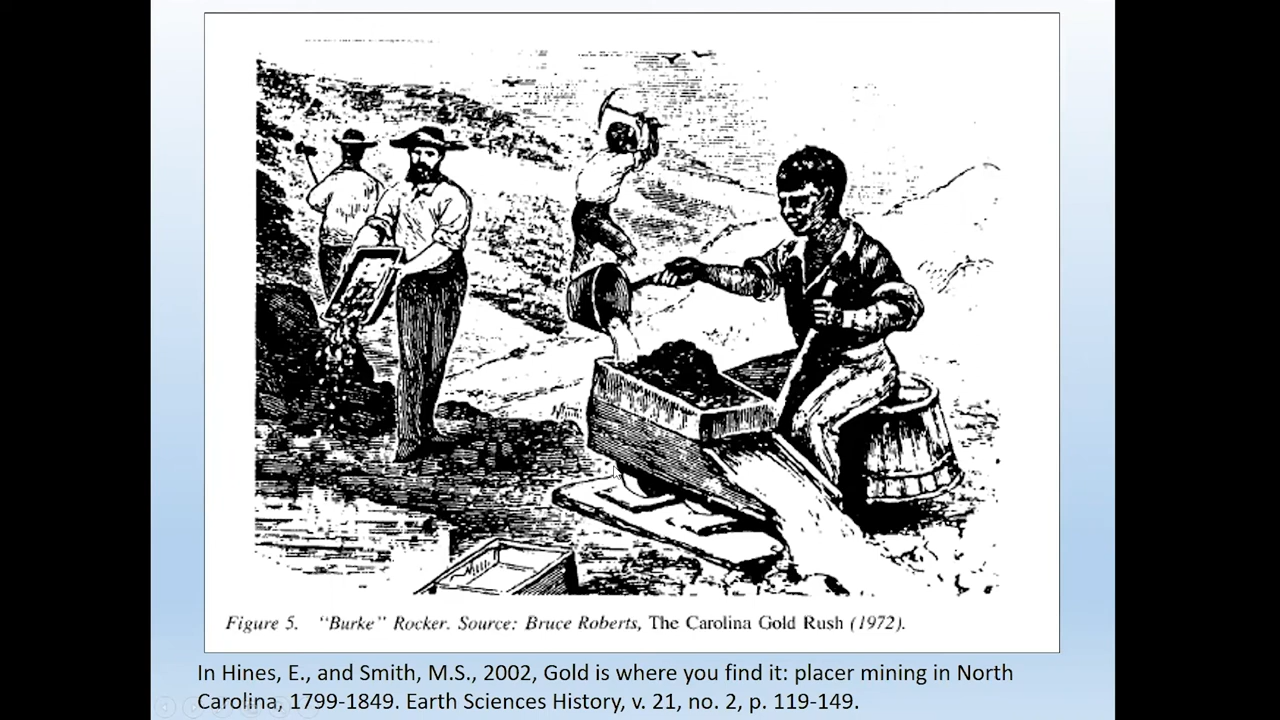 Figure 5. "Burke" Rocker. Source: Bruce Roberts, The Carolina Gold Rush (1972).
In Hines, E., and Smith, M.S., 2002, Gold is where you find it: placer mining in North
Carolina, 1799-1849. Earth Sciences History, v. 21, no. 2, p. 119-149.